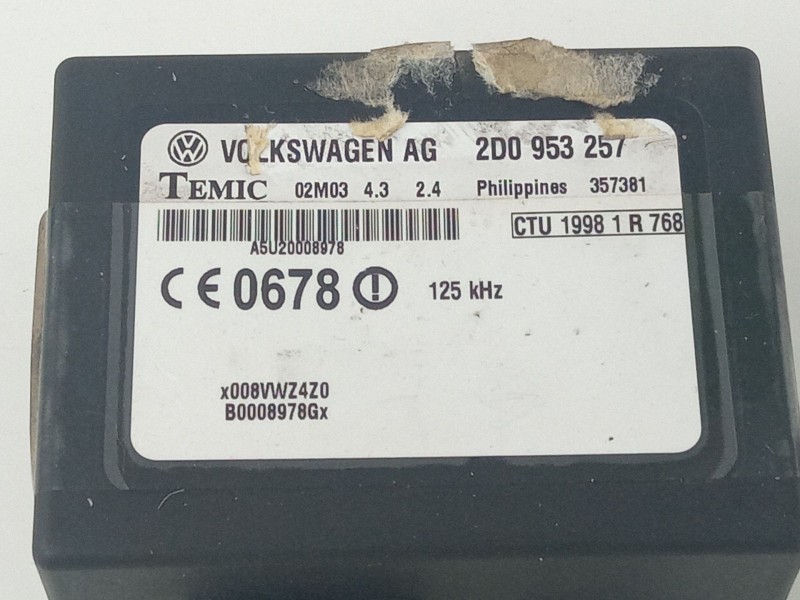 VOLKSWAGEN AG 2D0 953 257
TEMIC 02M03 4.3 2.4 Philippines 357381
A5U20008978
CTU 1998 1 R 768
CE 0678 125 kHz
x008VWZ4Z0
B0008978Gx